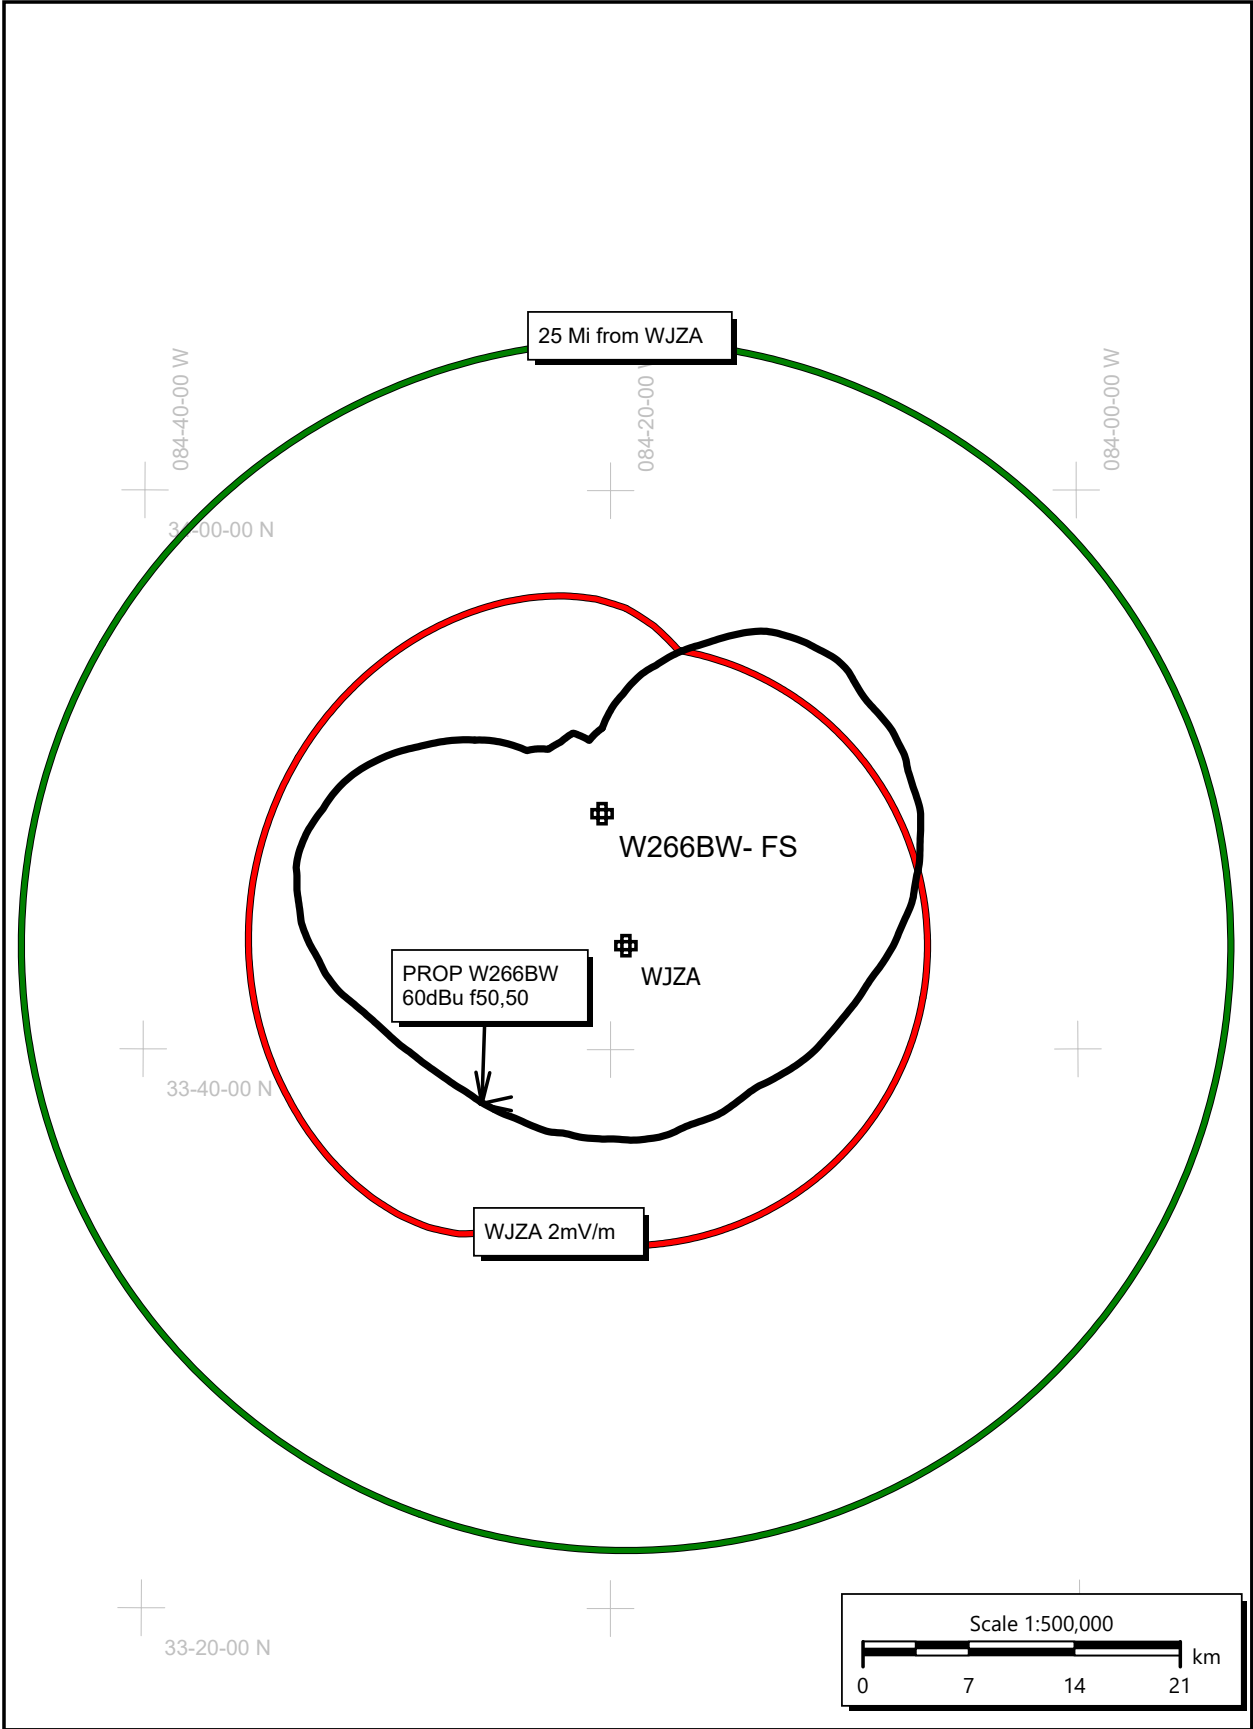 25 Mi from WJZA
084-40-00 W
084-20-00 W
084-00-00 W
34-00-00 N
W266BW- FS
WJZA
PROP W266BW
60dBu f50,50
33-40-00 N
WJZA 2mV/m
33-20-00 N
Scale 1:500,000
km
0 7 14 21